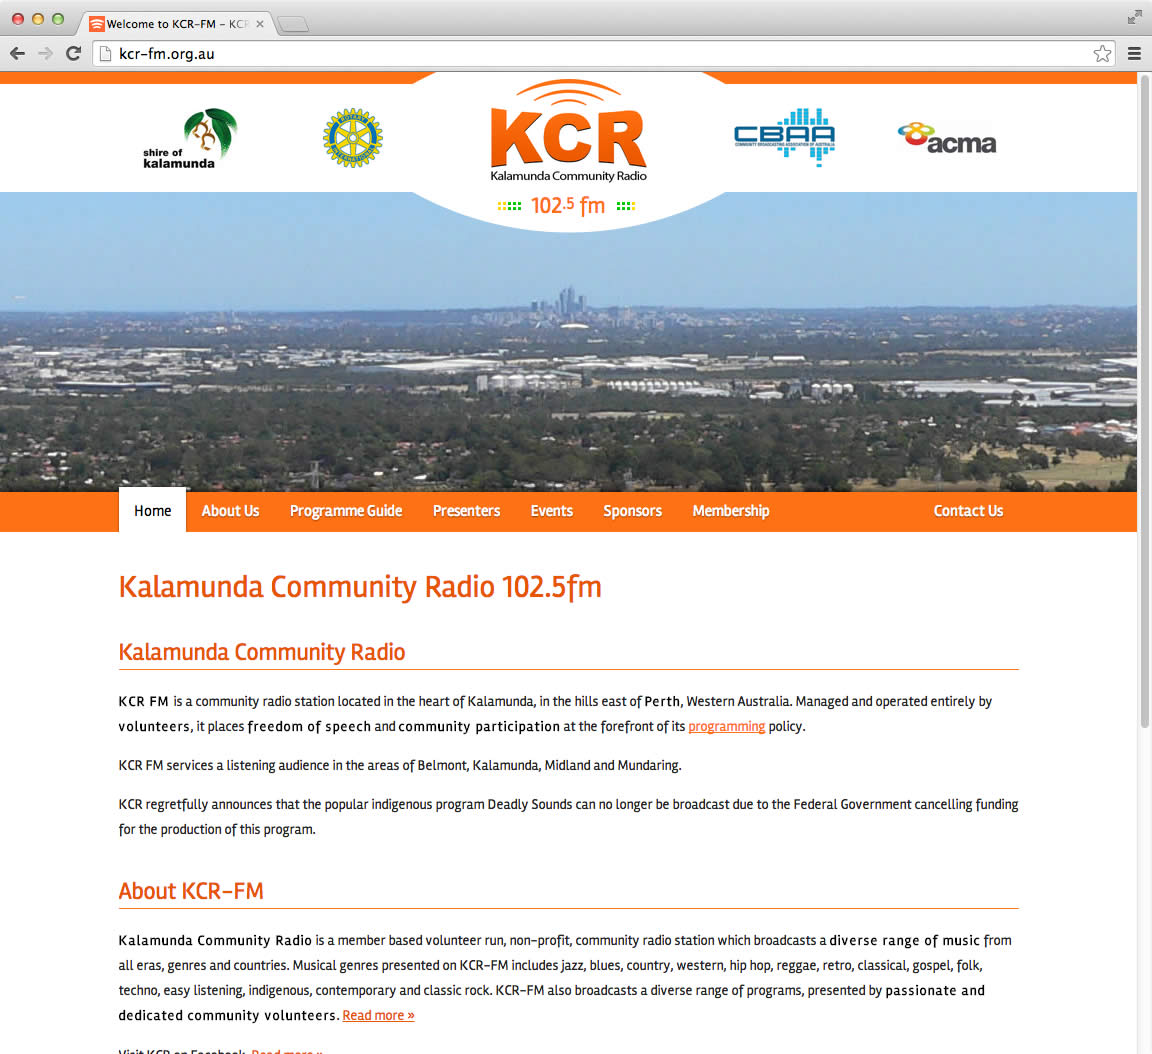 Welcome to KCR-FM – KCR
kcr-fm.org.au
shire of
kalamunda
ROTARY
INTERNATIONAL
KCR
Kalamunda Community Radio
102.5 fm
CBAA
COMMUNITY BROADCASTING ASSOCIATION OF AUSTRALIA
acma
Home About Us Programme Guide Presenters Events Sponsors Membership Contact Us
Kalamunda Community Radio 102.5fm
Kalamunda Community Radio
KCR FM is a community radio station located in the heart of Kalamunda, in the hills east of Perth, Western Australia. Managed and operated entirely by
volunteers, it places freedom of speech and community participation at the forefront of its programming policy.
KCR FM services a listening audience in the areas of Belmont, Kalamunda, Midland and Mundaring.
KCR regretfully announces that the popular indigenous program Deadly Sounds can no longer be broadcast due to the Federal Government cancelling funding
for the production of this program.
About KCR-FM
Kalamunda Community Radio is a member based volunteer run, non-profit, community radio station which broadcasts a diverse range of music from
all eras, genres and countries. Musical genres presented on KCR-FM includes jazz, blues, country, western, hip hop, reggae, retro, classical, gospel, folk,
techno, easy listening, indigenous, contemporary and classic rock. KCR-FM also broadcasts a diverse range of programs, presented by passionate and
dedicated community volunteers. Read more »
Visit KCR on Facebook. Read more »